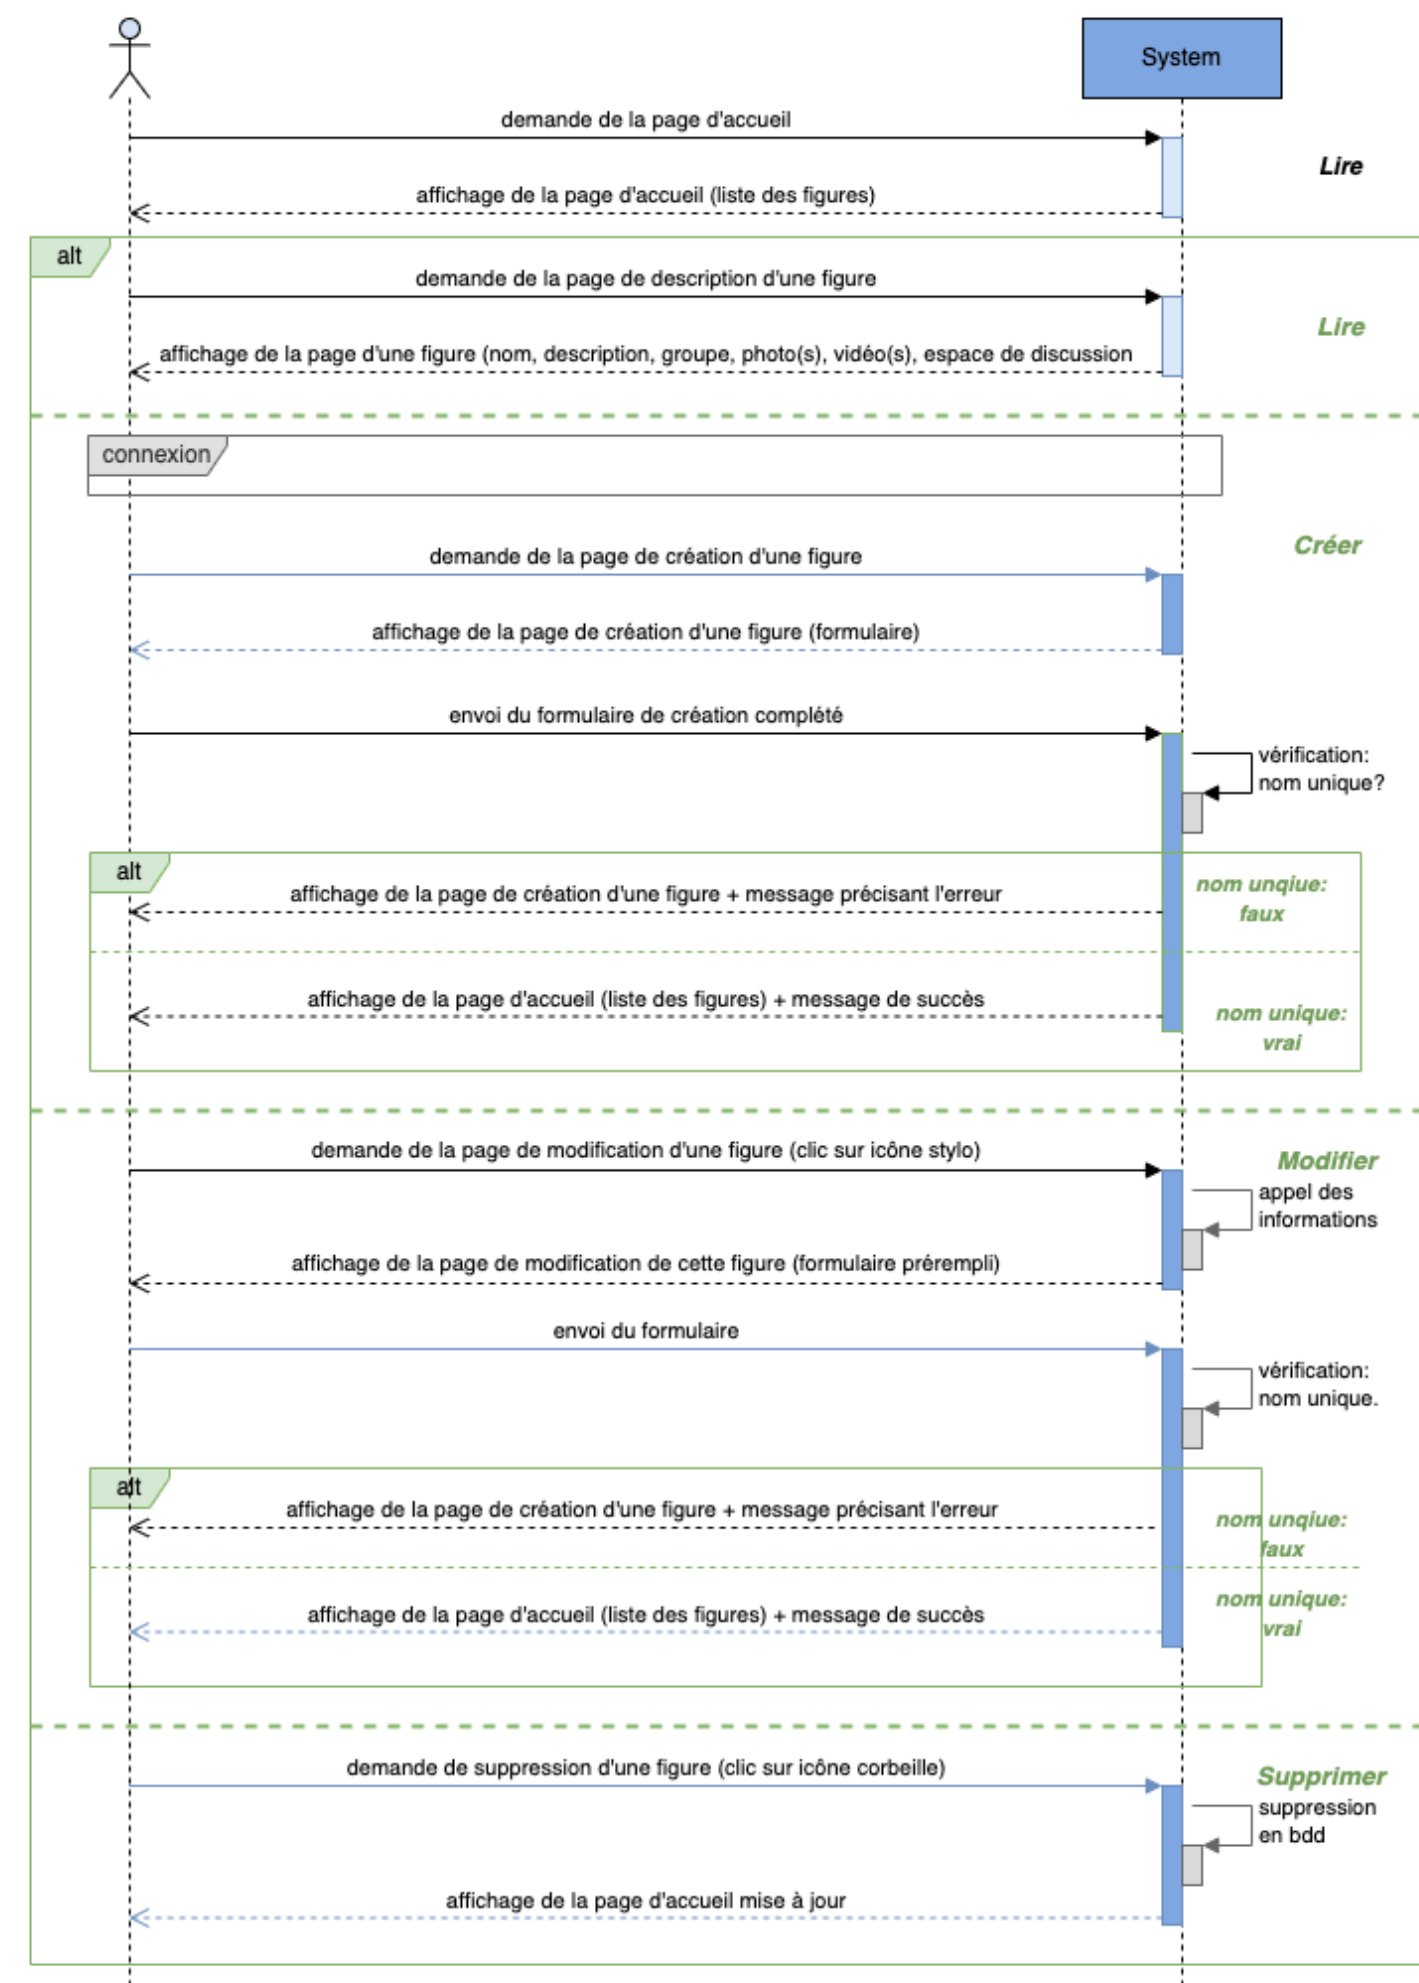 System
demande de la page d'accueil
Lire
affichage de la page d'accueil (liste des figures)
alt
demande de la page de description d'une figure
Lire
affichage de la page d'une figure (nom, description, groupe, photo(s), vidéo(s), espace de discussion
connexion
Créer
demande de la page de création d'une figure
affichage de la page de création d'une figure (formulaire)
envoi du formulaire de création complété
vérification:
nom unique?
alt
affichage de la page de création d'une figure + message précisant l'erreur
nom unqiue:
faux
affichage de la page d'accueil (liste des figures) + message de succès
nom unique:
vrai
demande de la page de modification d'une figure (clic sur icône stylo)
Modifier
appel des
informations
affichage de la page de modification de cette figure (formulaire prérempli)
envoi du formulaire
vérification:
nom unique.
alt
affichage de la page de création d'une figure + message précisant l'erreur
nom unqiue:
faux
affichage de la page d'accueil (liste des figures) + message de succès
nom unique:
vrai
demande de suppression d'une figure (clic sur icône corbeille)
Supprimer
suppression
en bdd
affichage de la page d'accueil mise à jour